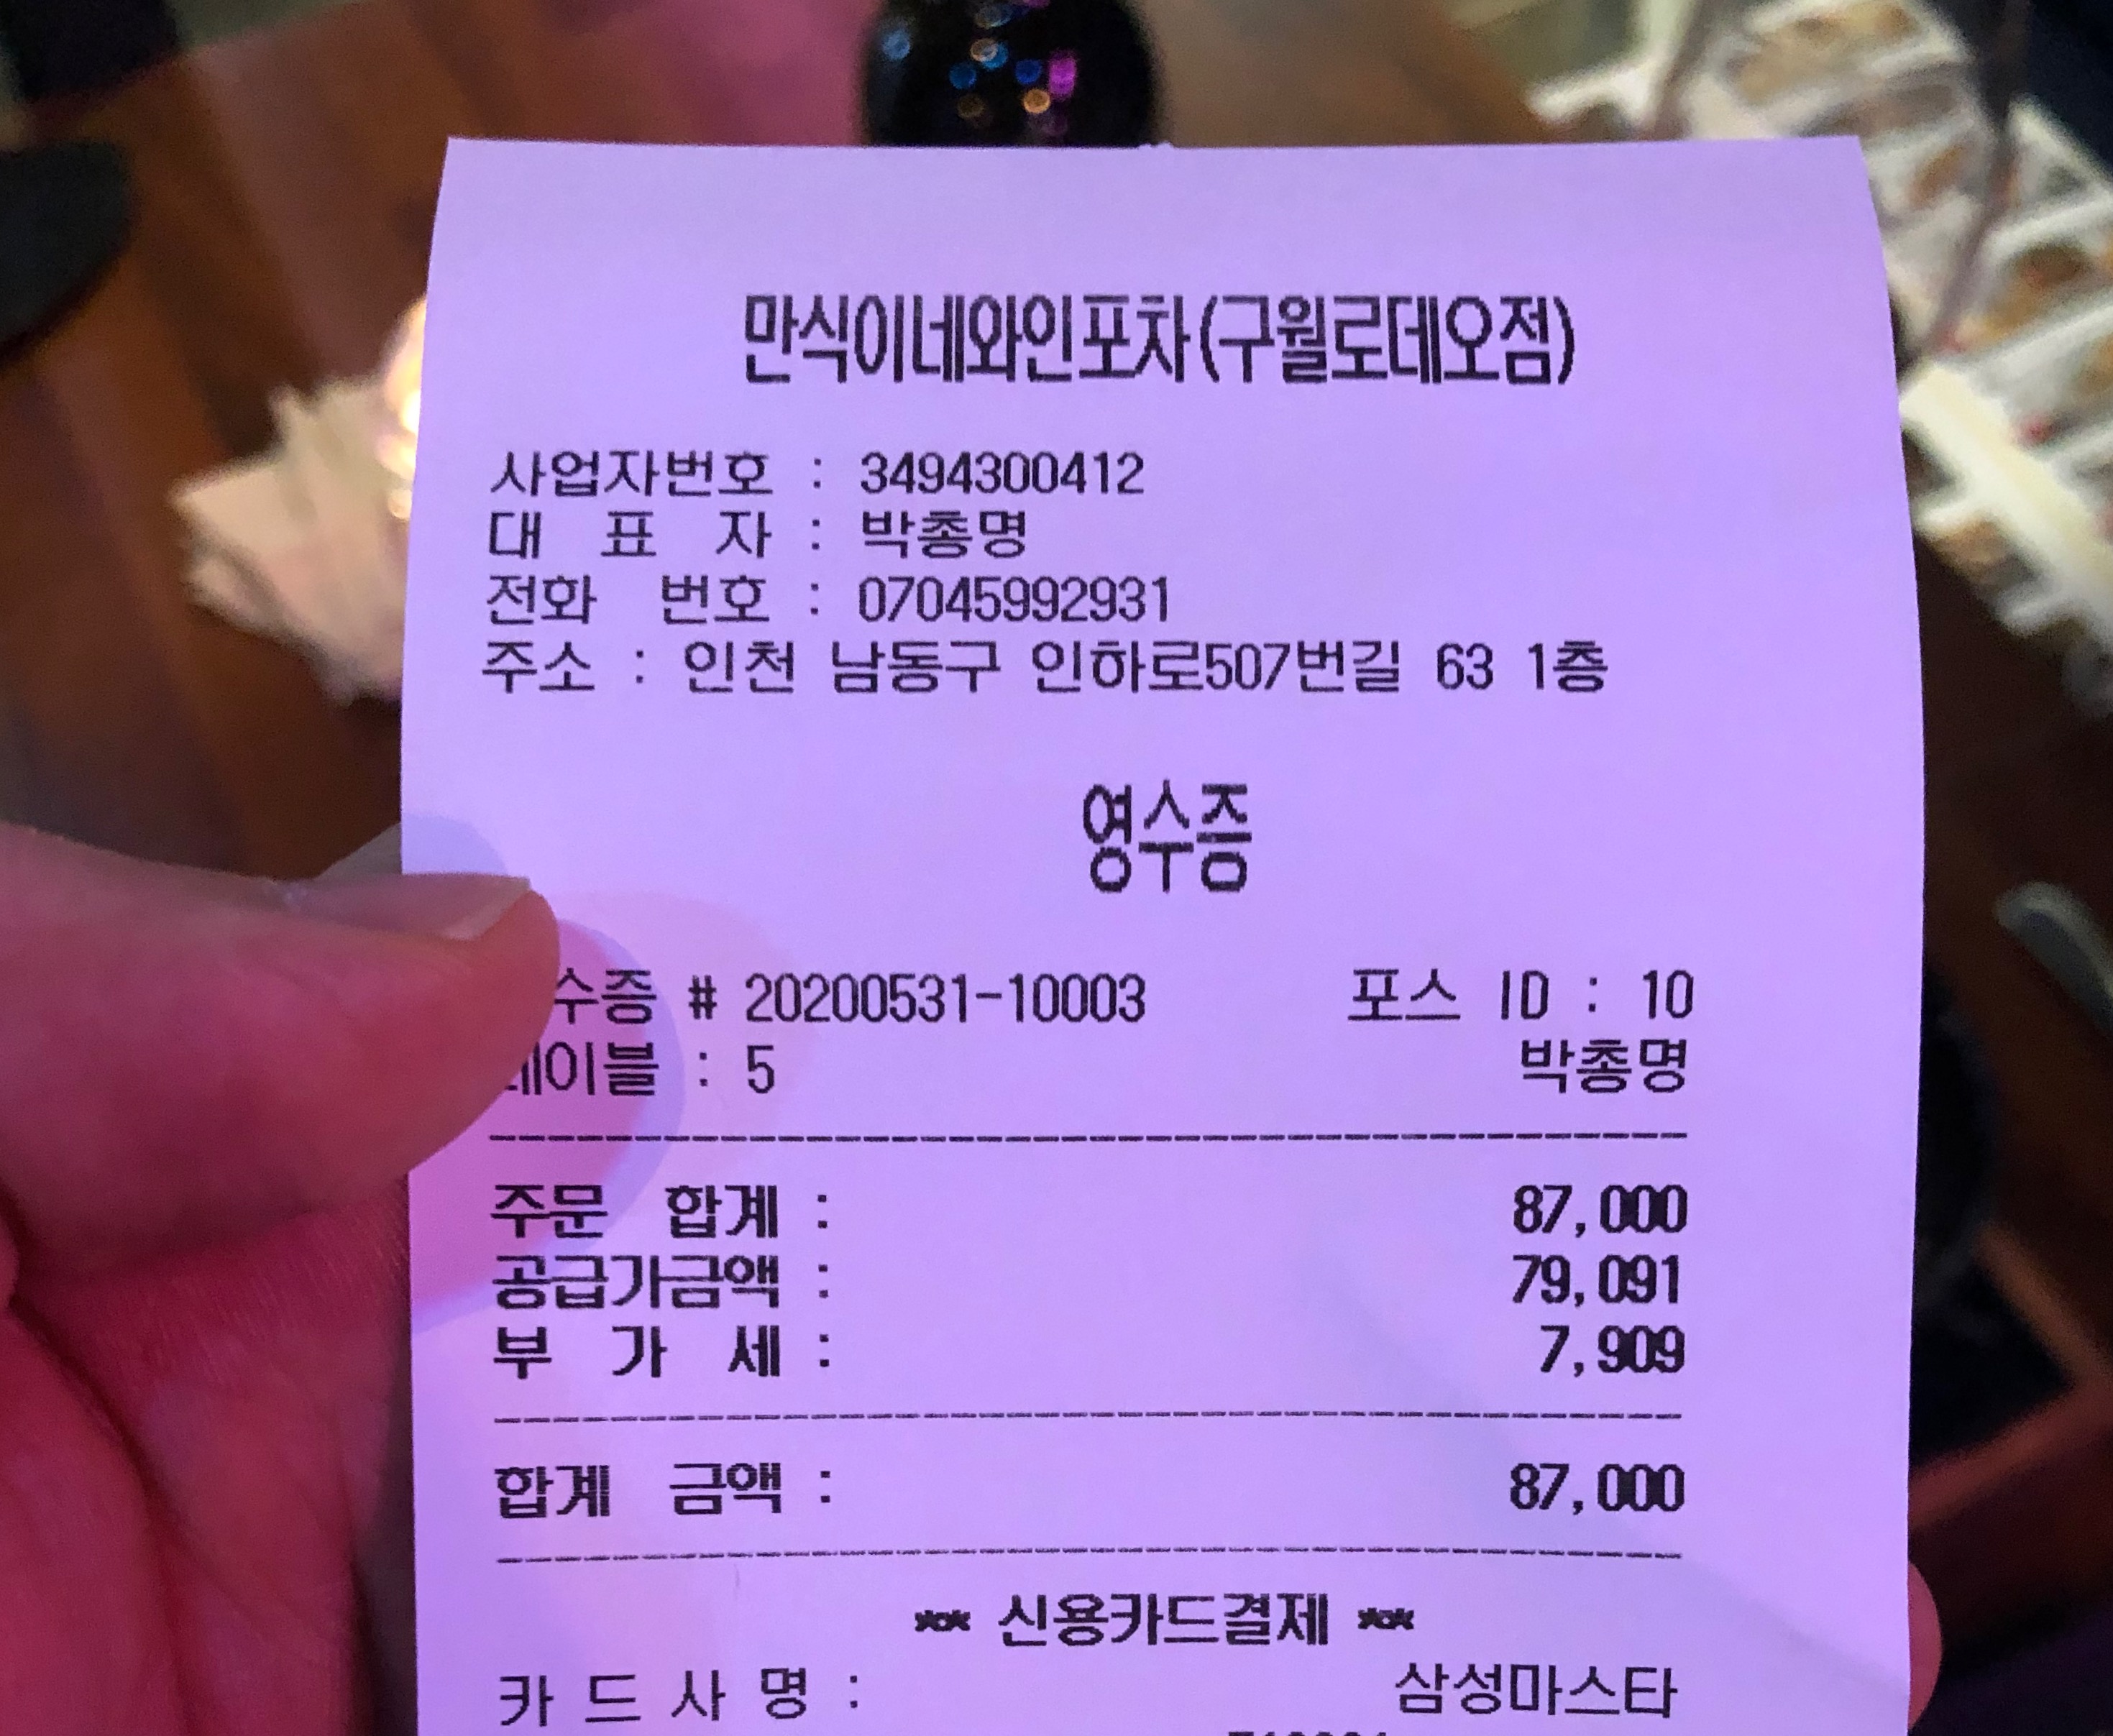 만식이네와인포차(구월로데오점)
사업자번호 : 3494300412
대 표 자 : 박총명
전화 번호 : 07045992931
주소 : 인천 남동구 인하로507번길 63 1층
영수증
수증 # 20200531-10003 포스 ID : 10
테이블 : 5 박총명
주문 합계 : 87,000
공급가금액 : 79,091
부 가 세 : 7,909
합계 금액 : 87,000
** 신용카드결제 **
카 드 사 명 : 삼성마스타